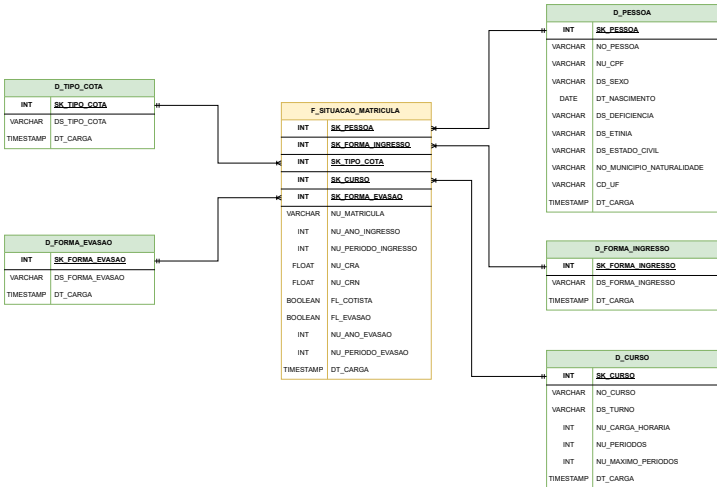 D_PESSOA
INT SK_PESSOA
VARCHAR NO_PESSOA
VARCHAR NU_CPF
VARCHAR DS_SEXO
DATE DT_NASCIMENTO
VARCHAR DS_DEFICIENCIA
VARCHAR DS_ETINIA
VARCHAR DS_ESTADO_CIVIL
VARCHAR NO_MUNICIPIO_NATURALIDADE
VARCHAR CD_UF
TIMESTAMP DT_CARGA
D_TIPO_COTA
INT SK_TIPO_COTA
VARCHAR DS_TIPO_COTA
TIMESTAMP DT_CARGA
F_SITUACAO_MATRICULA
INT SK_PESSOA
INT SK_FORMA_INGRESSO
INT SK_TIPO_COTA
INT SK_CURSO
INT SK_FORMA_EVASAO
VARCHAR NU_MATRICULA
INT NU_ANO_INGRESSO
INT NU_PERIODO_INGRESSO
FLOAT NU_CRA
FLOAT NU_CRN
BOOLEAN FL_COTISTA
BOOLEAN FL_EVASAO
INT NU_ANO_EVASAO
INT NU_PERIODO_EVASAO
TIMESTAMP DT_CARGA
D_FORMA_EVASAO
INT SK_FORMA_EVASAO
VARCHAR DS_FORMA_EVASAO
TIMESTAMP DT_CARGA
D_FORMA_INGRESSO
INT SK_FORMA_INGRESSO
VARCHAR DS_FORMA_INGRESSO
TIMESTAMP DT_CARGA
D_CURSO
INT SK_CURSO
VARCHAR NO_CURSO
VARCHAR DS_TURNO
INT NU_CARGA_HORARIA
INT NU_PERIODOS
INT NU_MAXIMO_PERIODOS
TIMESTAMP DT_CARGA